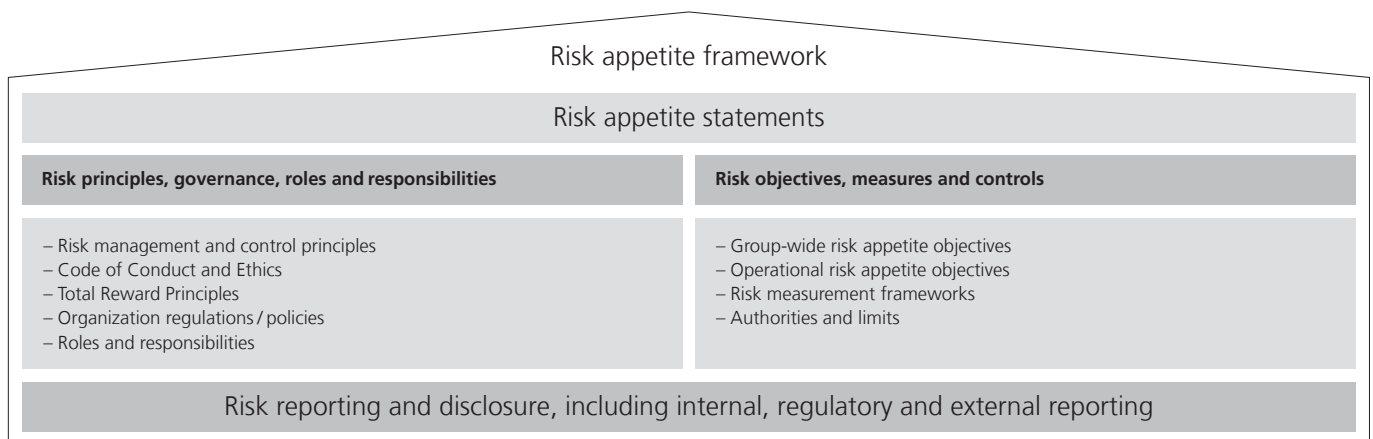 Risk appetite framework
Risk appetite statements
Risk principles, governance, roles and responsibilities
– Risk management and control principles
– Code of Conduct and Ethics
– Total Reward Principles
– Organization regulations / policies
– Roles and responsibilities
Risk objectives, measures and controls
– Group-wide risk appetite objectives
– Operational risk appetite objectives
– Risk measurement frameworks
– Authorities and limits
Risk reporting and disclosure, including internal, regulatory and external reporting